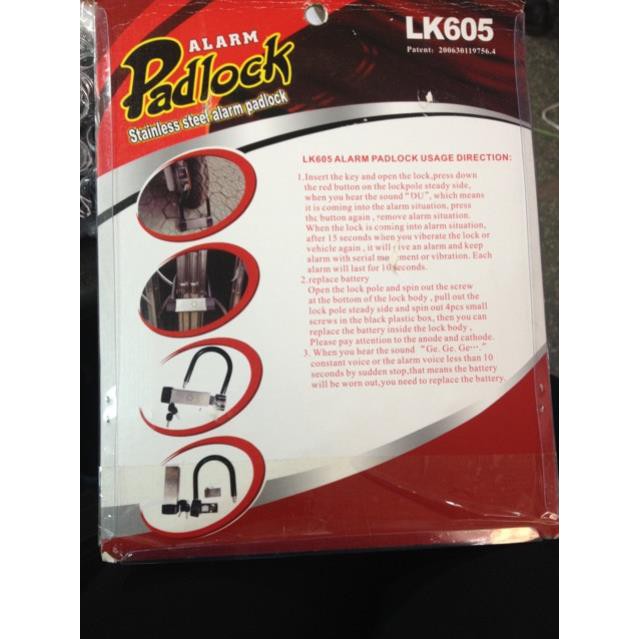 ALARM
Padlock
Stainless steel alarm padlock
LK605
Patent: 200630119756.4
LK605 ALARM PADLOCK USAGE DIRECTION:
1.Insert the key and open the lock,press down
the red button on the lockpole steady side,
when you hear the sound "DU", which means
it is coming into the alarm situation, press
the button again , remove alarm situation.
When the lock is coming into alarm situation,
after 15 seconds when you viberate the lock or
vehicle again , it will give an alarm and keep
alarm with serial movement or vibration. Each
alarm will last for 10 seconds.
2.replace battery
Open the lock pole and spin out the screw
at the bottom of the lock body , pull out the
lock pole steady side and spin out 4pcs small
screws in the black plastic box, then you can
replace the battery inside the lock body ,
Please pay attention to the anode and cathode.
3. When you hear the sound "Ge. Ge. Ge…."
constant voice or the alarm voice less than 10
seconds by sudden stop,that means the battery
will be worn out,you need to replace the battery.